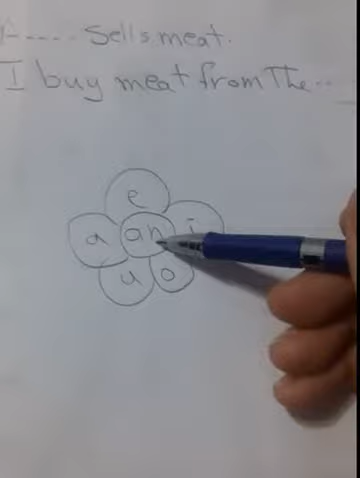 A .... Sells meat.
I buy meat from The...
e
a an i
u o